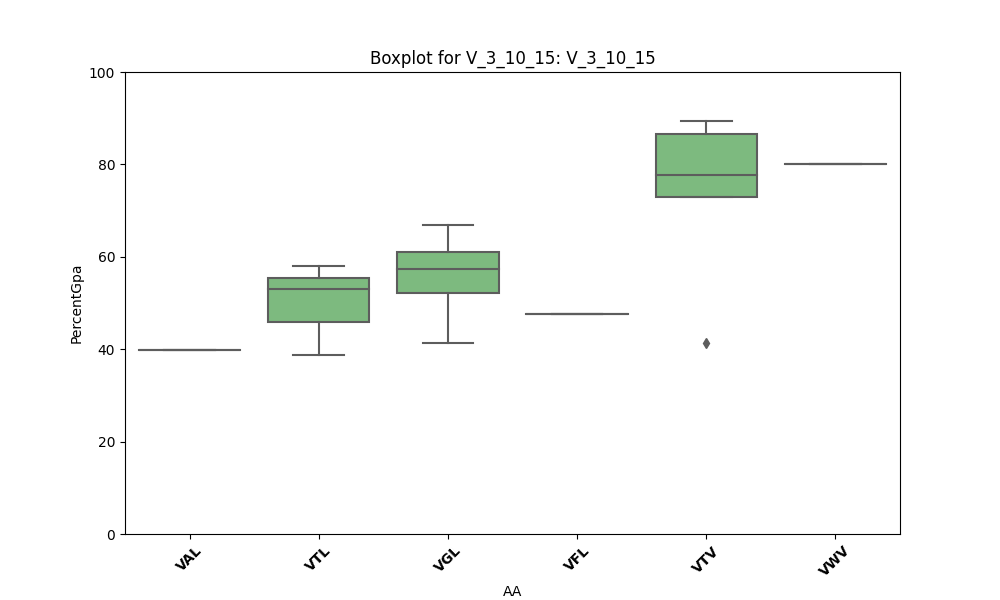 Boxplot for V_3_10_15: V_3_10_15
100
80
60
40
20
0
PercentGpa
VAL
VTL
VGL
VFL
VTV
VWV
AA